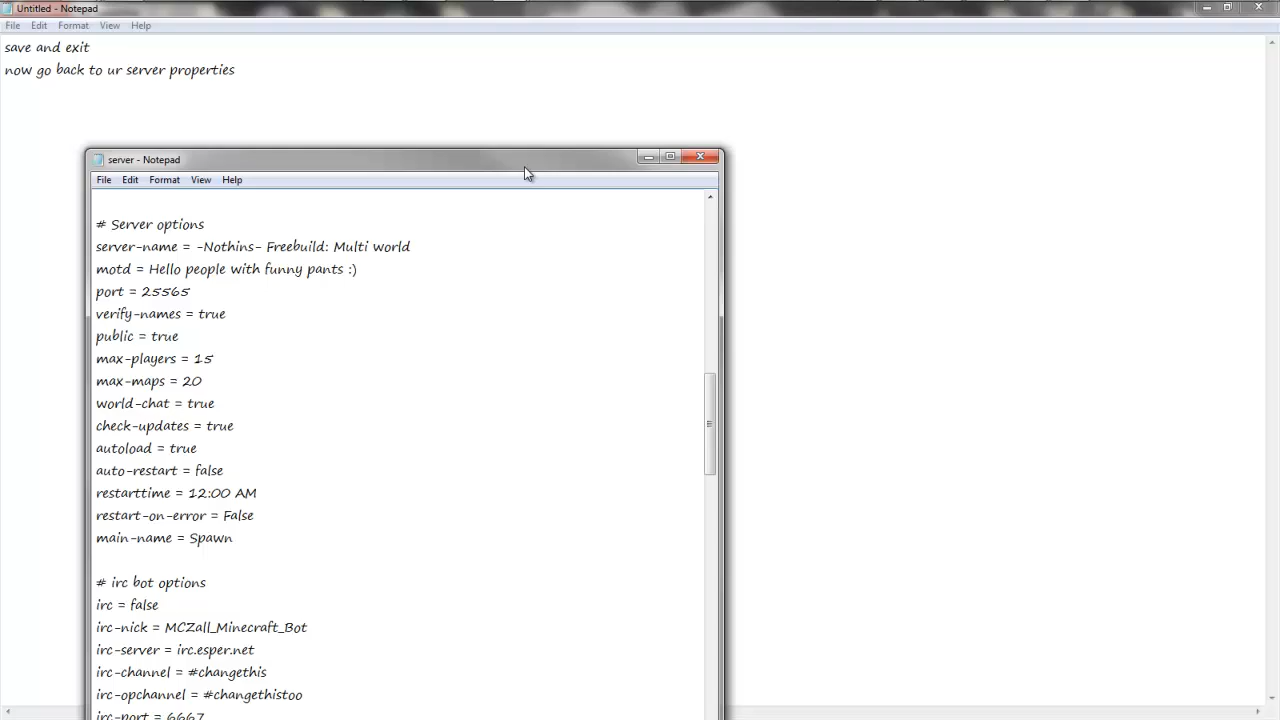 Untitled - Notepad
File Edit Format View Help
save and exit
now go back to ur server properties
server - Notepad
File Edit Format View Help
# Server options
server-name = -Nothins- Freebuild: Multi world
motd = Hello people with funny pants :)
port = 25565
verify-names = true
public = true
max-players = 15
max-maps = 20
world-chat = true
check-updates = true
autoload = true
auto-restart = false
restarttime = 12:00 AM
restart-on-error = False
main-name = Spawn
# irc bot options
irc = false
irc-nick = MCZall_Minecraft_Bot
irc-server = irc.esper.net
irc-channel = #changethis
irc-opchannel = #changethistoo
irc-port = 6667